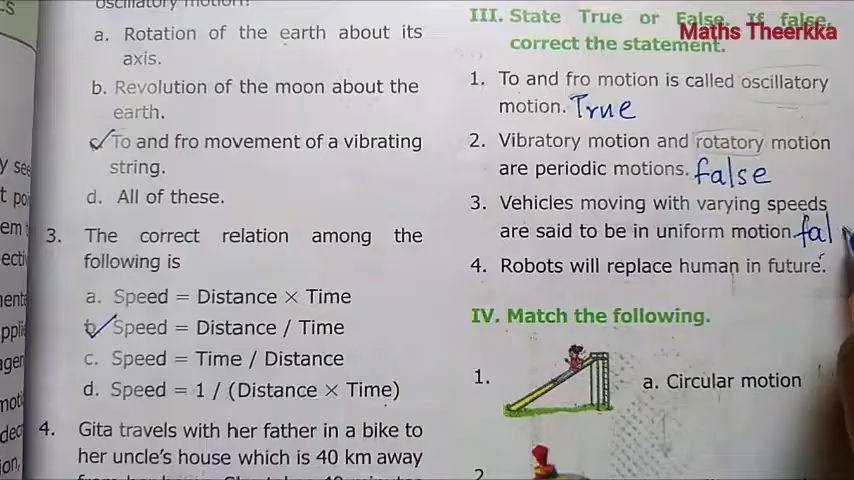 oscillatory motion?
a. Rotation of the earth about its
axis.
b. Revolution of the moon about the
earth.
c. To and fro movement of a vibrating
string.
d. All of these.
3. The correct relation among the
following is
a. Speed = Distance × Time
b. Speed = Distance / Time
c. Speed = Time / Distance
d. Speed = 1 / (Distance × Time)
4. Gita travels with her father in a bike to
her uncle's house which is 40 km away
III. State True or False. If false,
Maths Theerkka
correct the statement.
1. To and fro motion is called oscillatory
motion. True
2. Vibratory motion and rotatory motion
are periodic motions. false
3. Vehicles moving with varying speeds
are said to be in uniform motion. fal
4. Robots will replace human in future.
IV. Match the following.
1.
a. Circular motion
2.